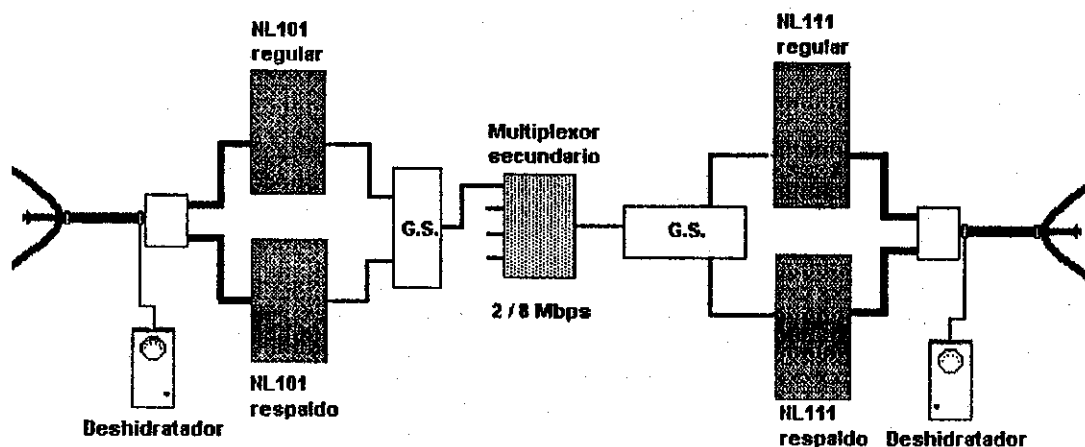 NL101
regular
NL111
regular
Multiplexor
secundario
G.S.
G.S.
2 / 8 Mbps
NL101
respaldo
Deshidratador
NL111
respaldo
Deshidratador